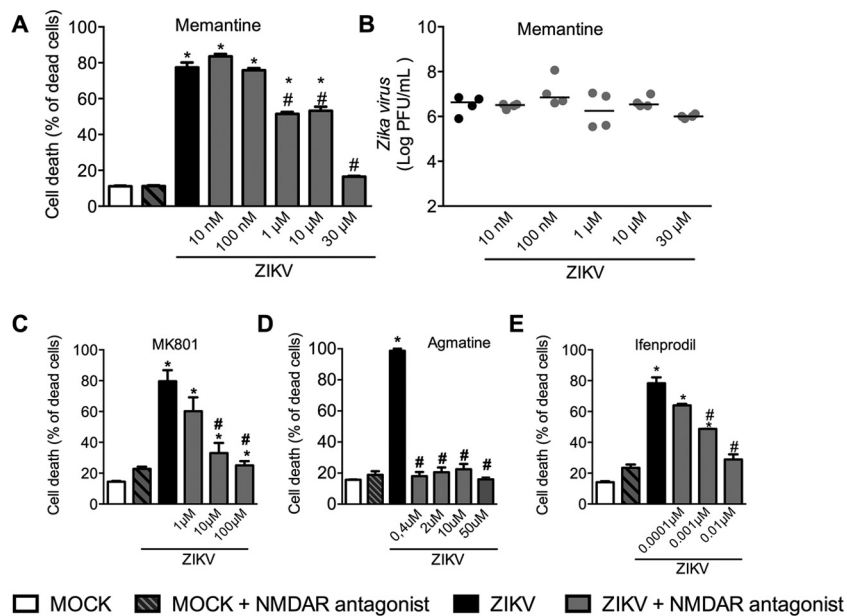 A
Memantine
Cell death (% of dead cells)
100
80
60
40
20
0
*
*
*
*
#
*
#
#
10 nM
100 nM
1 µM
10 µM
30 µM
ZIKV
B
Memantine
Zika virus
(Log PFU/mL)
10
8
6
4
2
10 nM
100 nM
1 µM
10 µM
30 µM
ZIKV
C
MK801
Cell death (% of dead cells)
100
80
60
40
20
0
*
*
#
*
#
*
1µM
10µM
100µM
ZIKV
D
Agmatine
Cell death (% of dead cells)
100
80
60
40
20
0
*
#
#
#
#
0,4uM
2uM
10uM
50uM
ZIKV
E
Ifenprodil
Cell death (% of dead cells)
100
80
60
40
20
0
*
*
#
*
#
0.0001µM
0.001µM
0.01µM
ZIKV
MOCK
MOCK + NMDAR antagonist
ZIKV
ZIKV + NMDAR antagonist